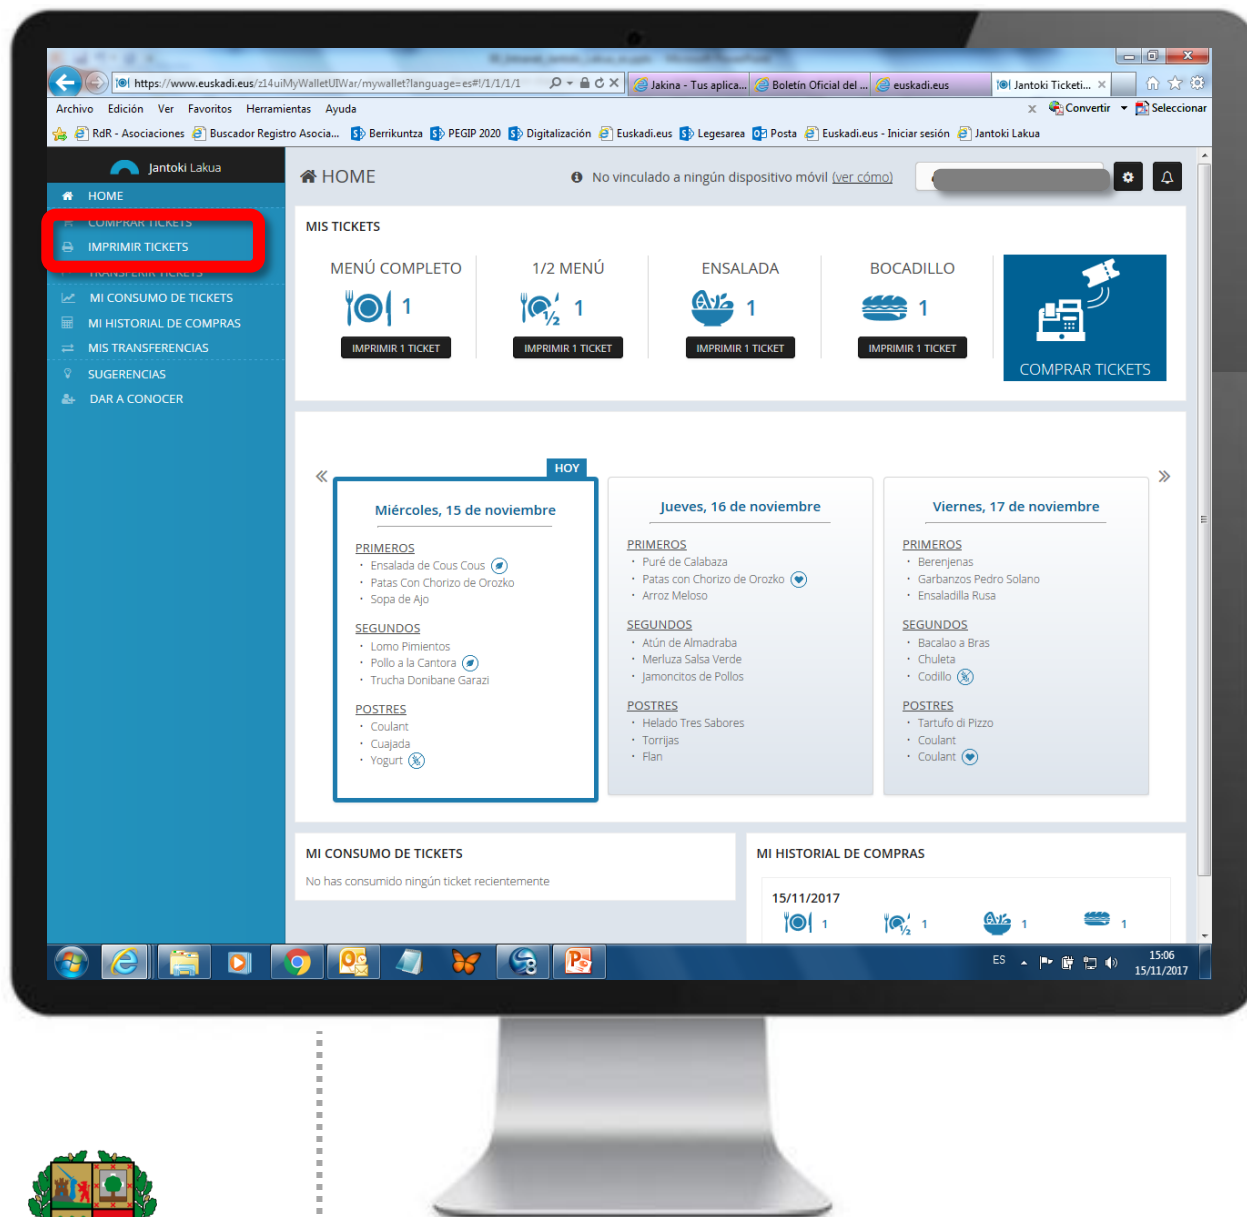 https://www.euskadi.eus/z14uiMyWalletUIWar/mywallet?language=es#!/1/1/1/1
Jakina - Tus aplica...
Boletín Oficial del ...
euskadi.eus
Jantoki Ticketi...
Archivo Edición Ver Favoritos Herramientas Ayuda
Convertir
Seleccionar
RdR - Asociaciones
Buscador Registro Asocia...
Berrikuntza
PEGIP 2020
Digitalización
Euskadi.eus
Legesarea
Posta
Euskadi.eus - Iniciar sesión
Jantoki Lakua
Jantoki Lakua
HOME
COMPRAR TICKETS
IMPRIMIR TICKETS
TRANSFERIR TICKETS
MI CONSUMO DE TICKETS
MI HISTORIAL DE COMPRAS
MIS TRANSFERENCIAS
SUGERENCIAS
DAR A CONOCER
HOME
No vinculado a ningún dispositivo móvil (ver cómo)
MIS TICKETS
MENÚ COMPLETO
1
IMPRIMIR 1 TICKET
1/2 MENÚ
1/2 1
IMPRIMIR 1 TICKET
ENSALADA
1
IMPRIMIR 1 TICKET
BOCADILLO
1
IMPRIMIR 1 TICKET
COMPRAR TICKETS
HOY
Miércoles, 15 de noviembre
PRIMEROS
Ensalada de Cous Cous
Patas Con Chorizo de Orozko
Sopa de Ajo
SEGUNDOS
Lomo Pimientos
Pollo a la Cantora
Trucha Donibane Garazi
POSTRES
Coulant
Cuajada
Yogurt
Jueves, 16 de noviembre
PRIMEROS
Puré de Calabaza
Patas con Chorizo de Orozko
Arroz Meloso
SEGUNDOS
Atún de Almadraba
Merluza Salsa Verde
Jamoncitos de Pollos
POSTRES
Helado Tres Sabores
Torrijas
Flan
Viernes, 17 de noviembre
PRIMEROS
Berenjenas
Garbanzos Pedro Solano
Ensaladilla Rusa
SEGUNDOS
Bacalao a Bras
Chuleta
Codillo
POSTRES
Tartufo di Pizzo
Coulant
Coulant
MI CONSUMO DE TICKETS
No has consumido ningún ticket recientemente
MI HISTORIAL DE COMPRAS
15/11/2017
1
1/2 1
1
1
ES
15:06
15/11/2017